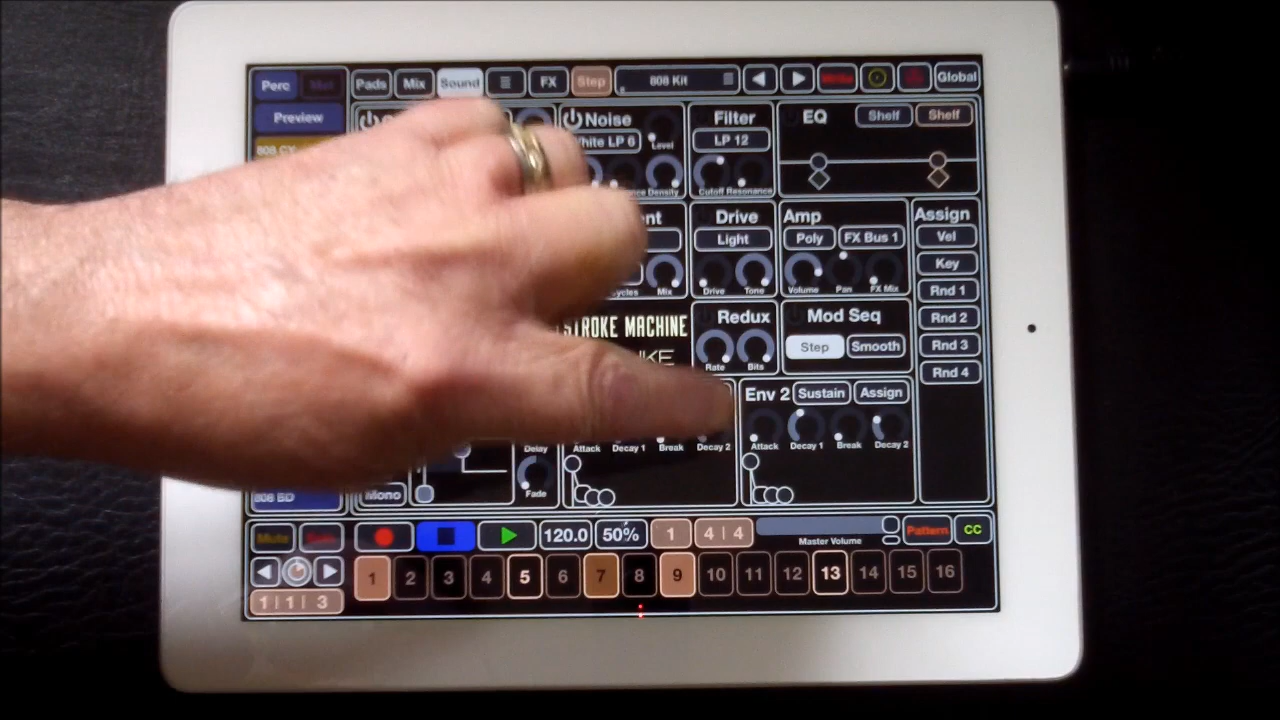 Perc Pads Mix Sound FX Step 808 Kit Global
Preview Noise Filter EQ Shelf Shelf
LP 6 Level LP 12
Density Cutoff Resonance
Drive Amp Assign
Light Poly FX Bus 1 Vel
Key
Mix Drive Tone Volume Pan FX Mix Rnd 1
STROKE MACHINE Redux Mod Seq Rnd 2
Step Smooth Rnd 3
Rate Bits Rnd 4
Env 2 Sustain Assign
Delay Attack Decay 1 Break Decay 2 Attack Decay 1 Break Decay 2
808 BD Mono Fade
Mute 120.0 50% 1 4 | 4 Master Volume Pattern CC
1 2 3 4 5 6 7 8 9 10 11 12 13 14 15 16
1 | 1 | 3